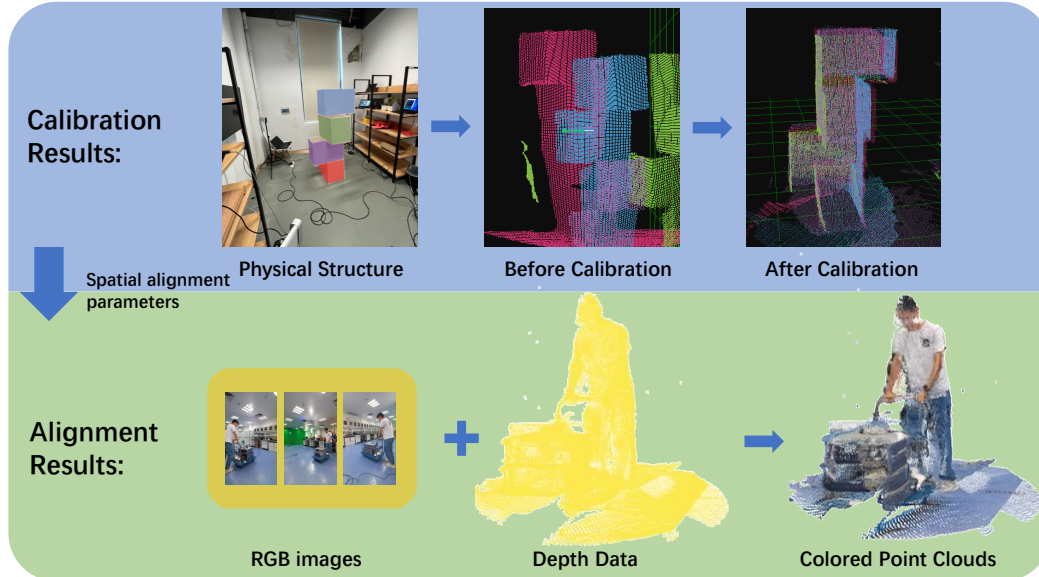 Calibration
Results:
Physical Structure
Before Calibration
After Calibration
Spatial alignment
parameters
Alignment
Results:
RGB images
Depth Data
Colored Point Clouds